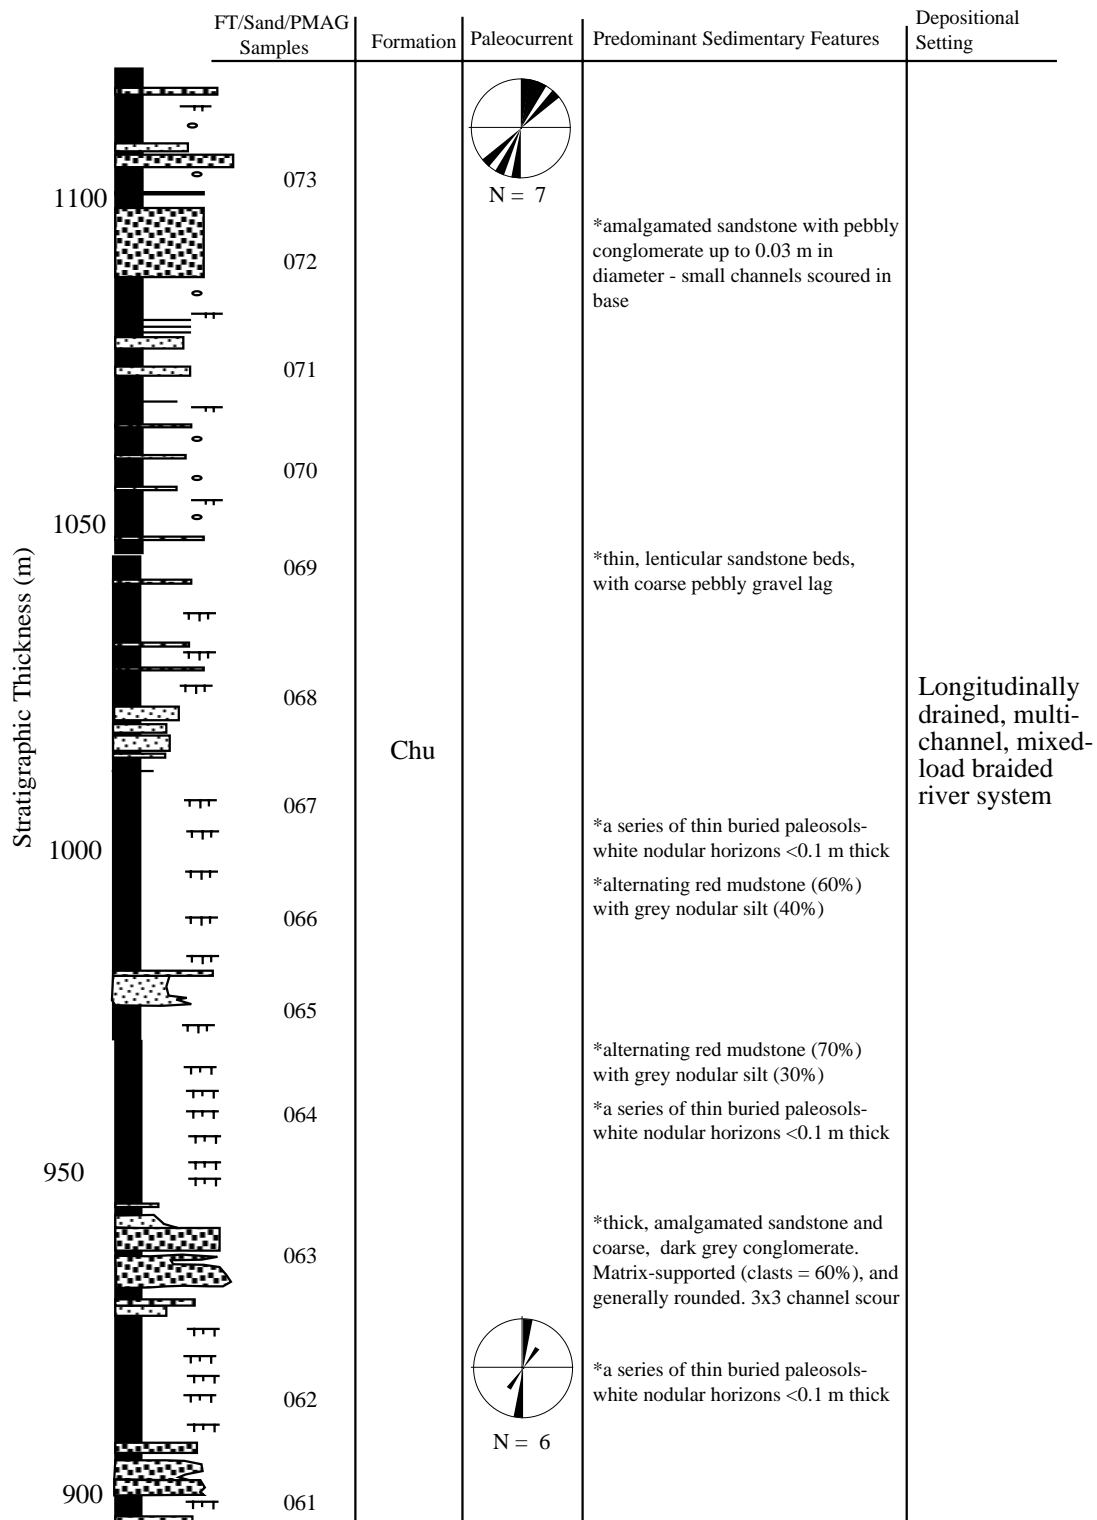 FT/Sand/PMAG
Samples
Formation
Paleocurrent
Predominant Sedimentary Features
Depositional
Setting
Stratigraphic Thickness (m)
1100
1050
1000
950
900
073
072
071
070
069
068
067
066
065
064
063
062
061
Chu
N = 7
N = 6
*amalgamated sandstone with pebbly
conglomerate up to 0.03 m in
diameter - small channels scoured in
base
*thin, lenticular sandstone beds,
with coarse pebbly gravel lag
*a series of thin buried paleosols-
white nodular horizons <0.1 m thick
*alternating red mudstone (60%)
with grey nodular silt (40%)
*alternating red mudstone (70%)
with grey nodular silt (30%)
*a series of thin buried paleosols-
white nodular horizons <0.1 m thick
*thick, amalgamated sandstone and
coarse, dark grey conglomerate.
Matrix-supported (clasts = 60%), and
generally rounded. 3x3 channel scour
*a series of thin buried paleosols-
white nodular horizons <0.1 m thick
Longitudinally
drained, multi-
channel, mixed-
load braided
river system